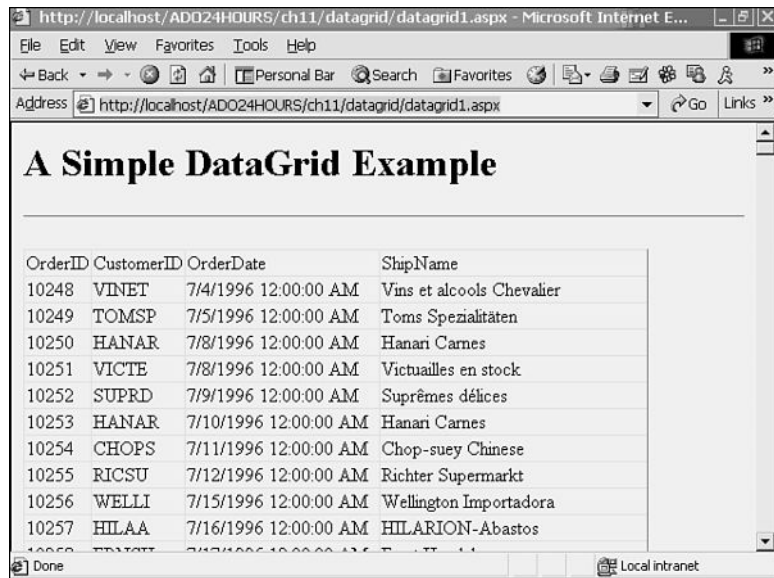 http://localhost/ADO24HOURS/ch11/datagrid/datagrid1.aspx - Microsoft Internet E...
File Edit View Favorites Tools Help
Back Personal Bar Search Favorites »
Address http://localhost/ADO24HOURS/ch11/datagrid/datagrid1.aspx Go Links »
A Simple DataGrid Example
OrderID CustomerID OrderDate ShipName
10248 VINET 7/4/1996 12:00:00 AM Vins et alcools Chevalier
10249 TOMSP 7/5/1996 12:00:00 AM Toms Spezialitäten
10250 HANAR 7/8/1996 12:00:00 AM Hanari Carnes
10251 VICTE 7/8/1996 12:00:00 AM Victuailles en stock
10252 SUPRD 7/9/1996 12:00:00 AM Suprêmes délices
10253 HANAR 7/10/1996 12:00:00 AM Hanari Carnes
10254 CHOPS 7/11/1996 12:00:00 AM Chop-suey Chinese
10255 RICSU 7/12/1996 12:00:00 AM Richter Supermarkt
10256 WELLI 7/15/1996 12:00:00 AM Wellington Importadora
10257 HILAA 7/16/1996 12:00:00 AM HILARION-Abastos
Done Local intranet